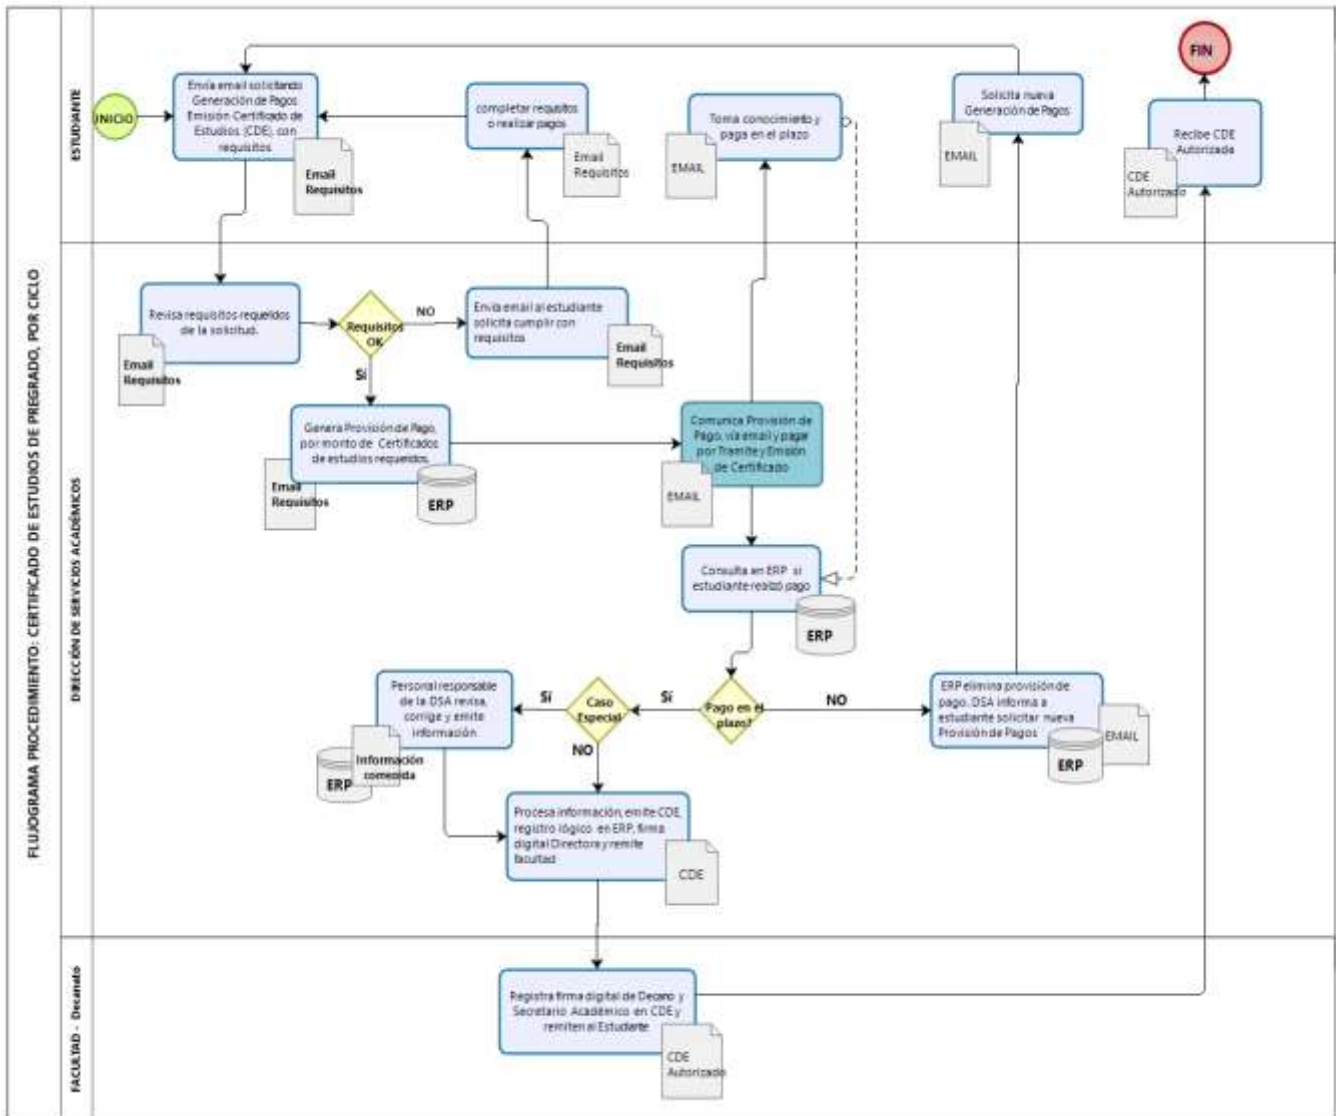 FLUJOGRAMA PROCEDIMIENTO: CERTIFICADO DE ESTUDIOS DE PREGRADO, POR CICLO
ESTUDIANTE
INICIO
Envía email solicitando
Generación de Pagos
Emisión Certificado de
Estudios (CDE), con
requisitos
Email
Requisitos
completar requisitos
o realizar pagos
Email
Requisitos
Toma conocimiento y
paga en el plazo
EMAIL
Solicita nueva
Generación de Pagos
EMAIL
FIN
Recibe CDE
Autorizado
CDE
Autorizado
DIRECCIÓN DE SERVICIOS ACADÉMICOS
Revisa requisitos requeridos
de la solicitud.
Email
Requisitos
Requisitos
OK
NO
Sí
Envía email al estudiante
solicita cumplir con
requisitos
Email
Requisitos
Genera Provisión de Pago,
por monto de Certificados
de estudios requeridos.
Email
Requisitos
ERP
Comunica Provisión de
Pago, vía email y pagar
por Tramite y Emisión
de Certificado
EMAIL
Consulta en ERP si
estudiante realizó pago
ERP
Personal responsable
de la DSA revisa,
corrige y emite
información
ERP
Información
Sí
Caso
Especial
NO
Sí
Pago en el
plazo?
NO
ERP elimina provisión de
pago, DSA informa a
estudiante solicitar nueva
Provisión de Pagos
EMAIL
ERP
Procesa información, emite CDE,
registro lógico en ERP, firma
digital Directora y remite
facultad
CDE
FACULTAD - Decanato
Registra firma digital de Decano y
Secretario Académico en CDE y
remiten al Estudiante
CDE
Autorizado